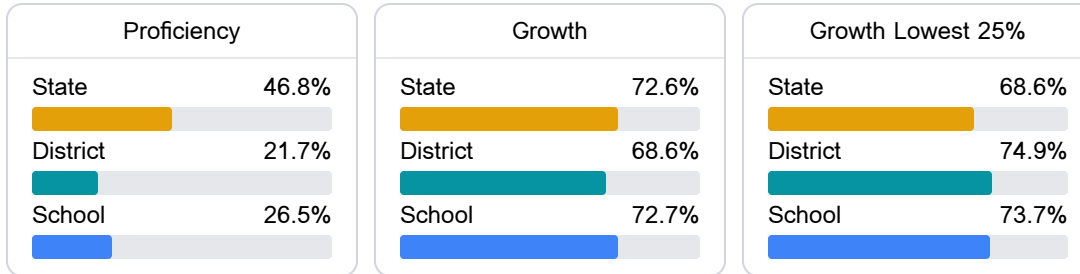 Proficiency
State 46.8%
District 21.7%
School 26.5%
Growth
State 72.6%
District 68.6%
School 72.7%
Growth Lowest 25%
State 68.6%
District 74.9%
School 73.7%